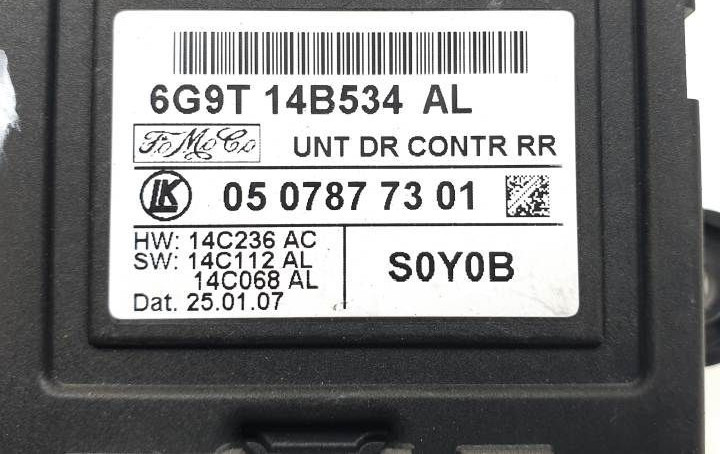 6G9T 14B534 AL
FoMoCo UNT DR CONTR RR
LK 05 0787 73 01
HW: 14C236 AC
SW: 14C112 AL
14C068 AL
Dat. 25.01.07
S0Y0B